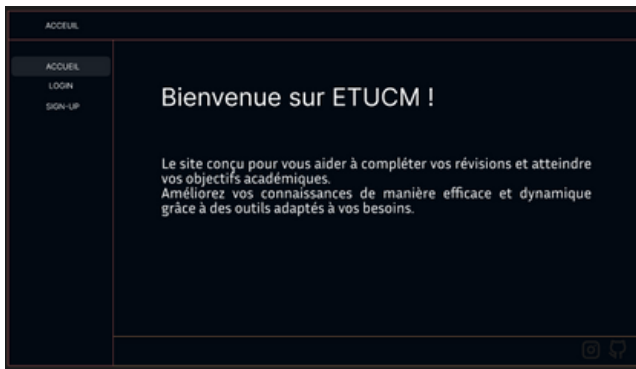 ACCEUIL
ACCUEIL
LOGIN
SIGN-UP
Bienvenue sur ETUCM !
Le site conçu pour vous aider à compléter vos révisions et atteindre
vos objectifs académiques.
Améliorez vos connaissances de manière efficace et dynamique
grâce à des outils adaptés à vos besoins.